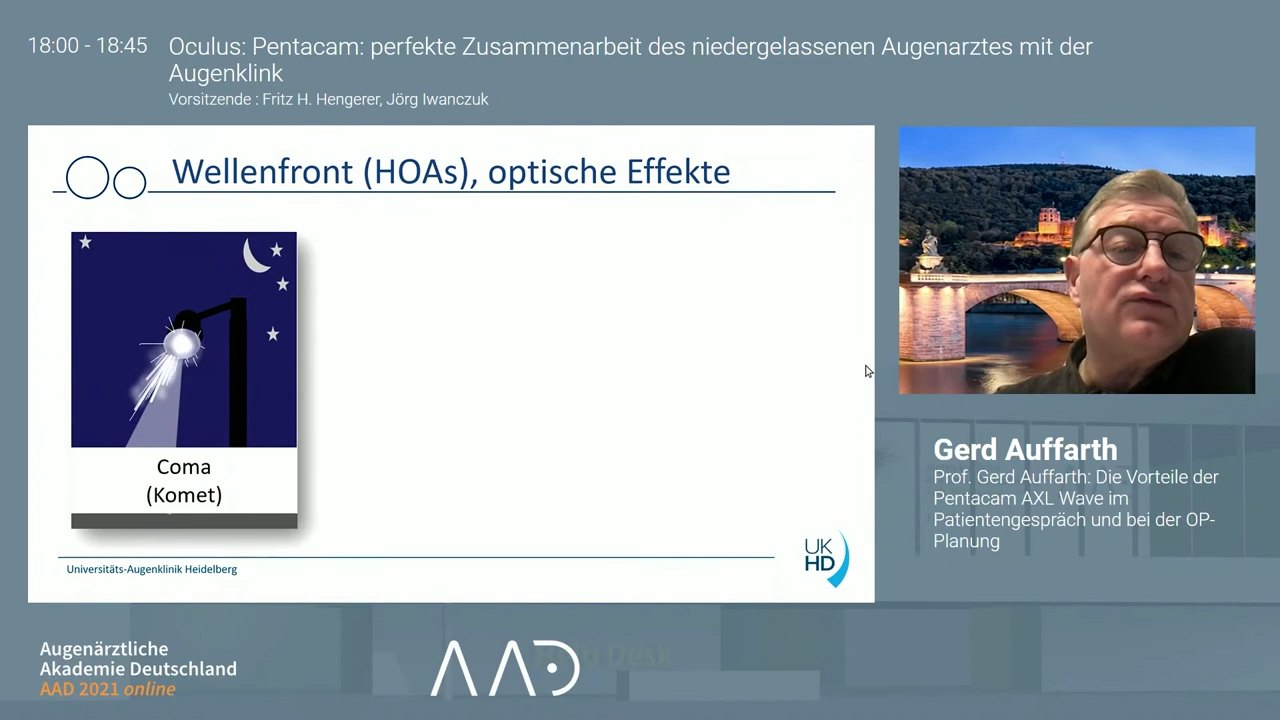 18:00 - 18:45
Oculus: Pentacam: perfekte Zusammenarbeit des niedergelassenen Augenarztes mit der
Augenklink
Vorsitzende : Fritz H. Hengerer, Jörg Iwanczuk
Wellenfront (HOAs), optische Effekte
Coma
(Komet)
Universitäts-Augenklinik Heidelberg
UK
HD
Gerd Auffarth
Prof. Gerd Auffarth: Die Vorteile der
Pentacam AXL Wave im
Patientengespräch und bei der OP-
Planung
Augenärztliche
Akademie Deutschland
AAD 2021 online
AAD